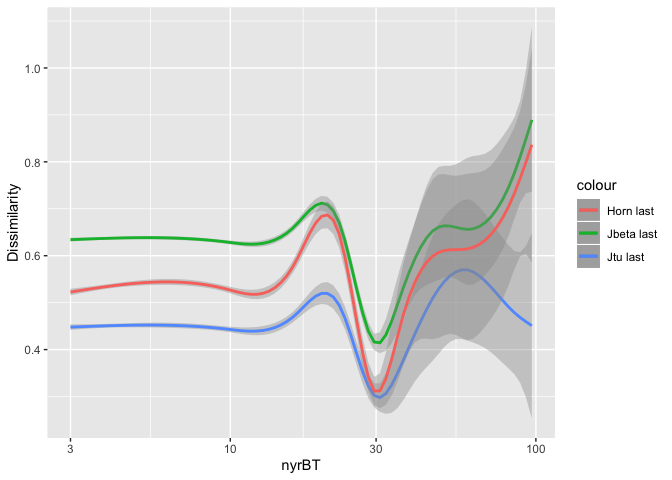 1.0
0.8
0.6
0.4
Dissimilarity
3
10
30
100
nyrBT
colour
Horn last
Jbeta last
Jtu last